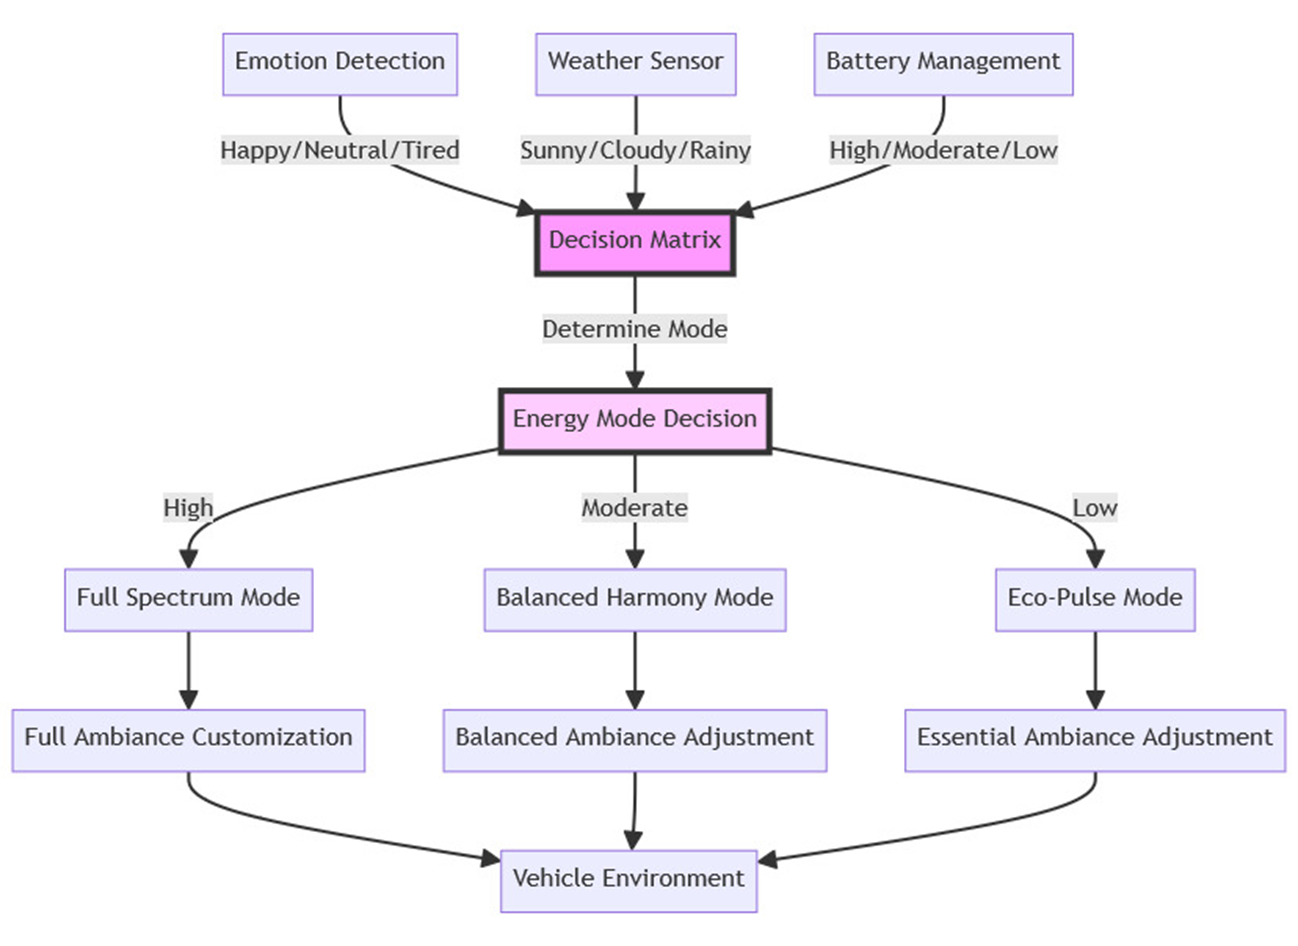 Emotion Detection
Weather Sensor
Battery Management
Happy/Neutral/Tired
Sunny/Cloudy/Rainy
High/Moderate/Low
Decision Matrix
Determine Mode
Energy Mode Decision
High
Moderate
Low
Full Spectrum Mode
Balanced Harmony Mode
Eco-Pulse Mode
Full Ambiance Customization
Balanced Ambiance Adjustment
Essential Ambiance Adjustment
Vehicle Environment